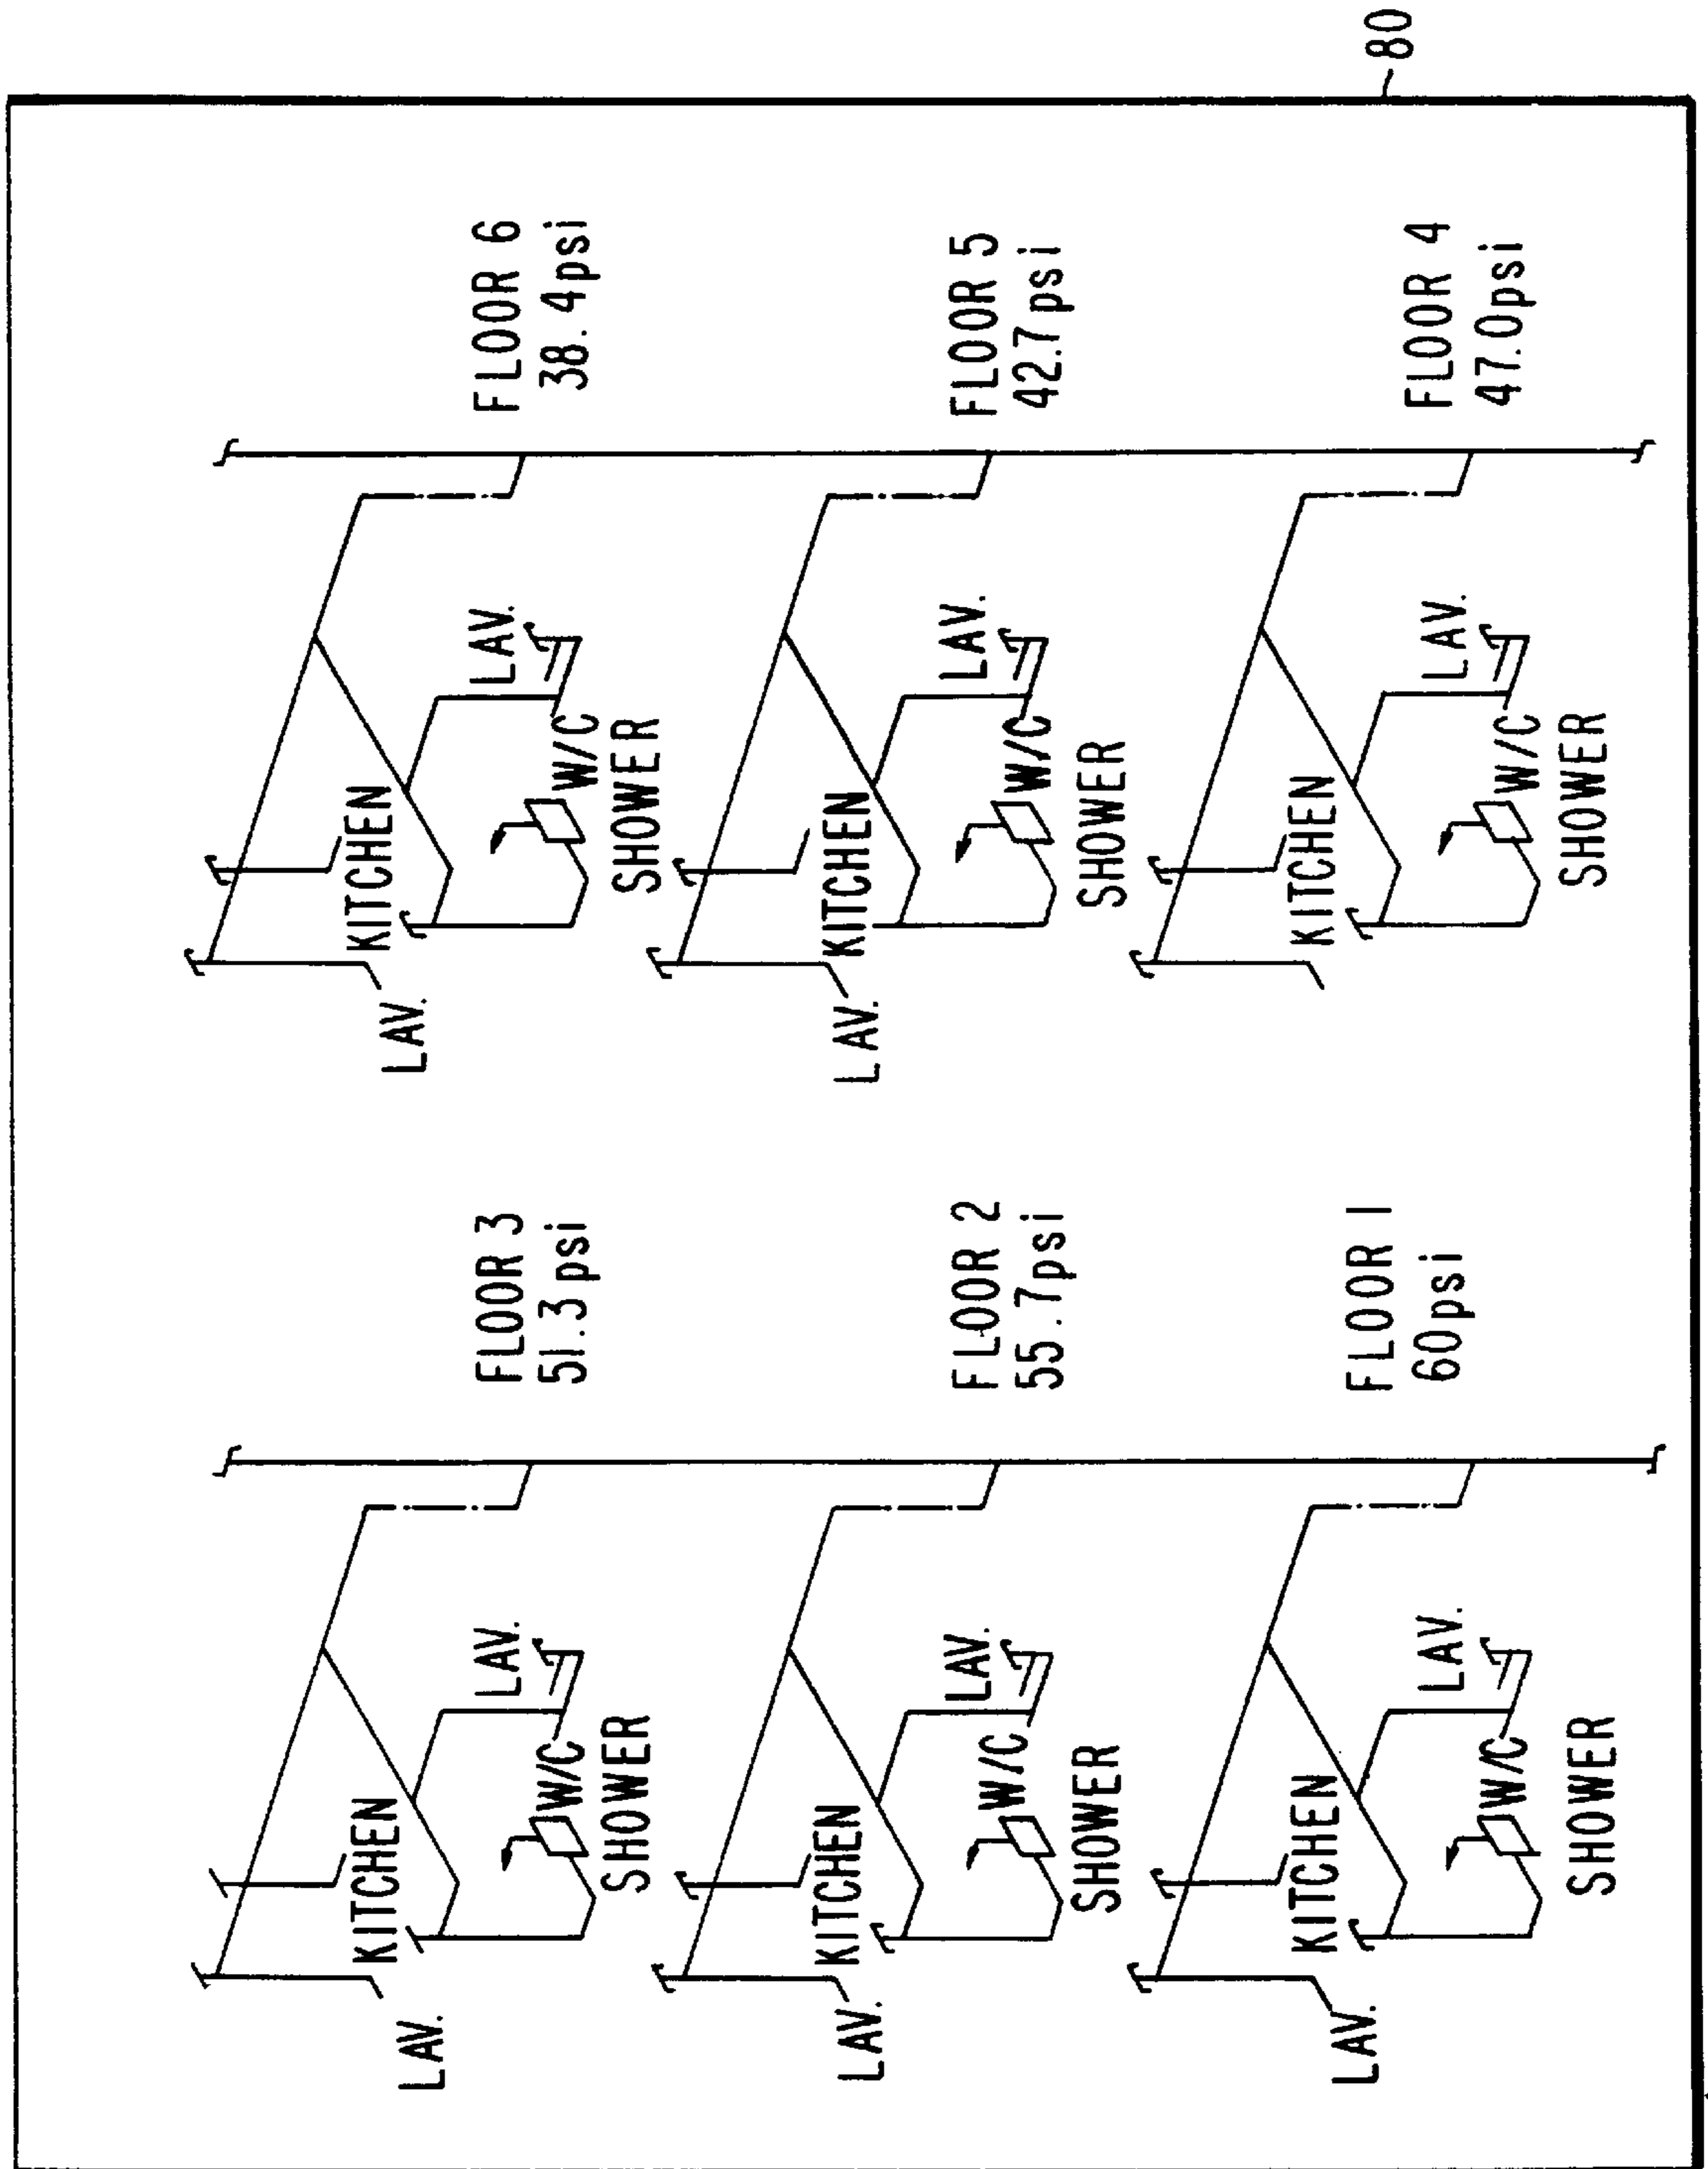 LAV.
KITCHEN
LAV.
W/C
SHOWER
FLOOR 3
51.3 psi
LAV.
KITCHEN
LAV.
W/C
SHOWER
FLOOR 6
38.4psi
LAV.
KITCHEN
LAV.
W/C
SHOWER
FLOOR 2
55.7psi
LAV.
KITCHEN
LAV.
W/C
SHOWER
FLOOR 5
42.7psi
LAV.
KITCHEN
LAV.
W/C
SHOWER
FLOOR 1
60psi
KITCHEN
LAV.
W/C
SHOWER
FLOOR 4
47.0psi
80